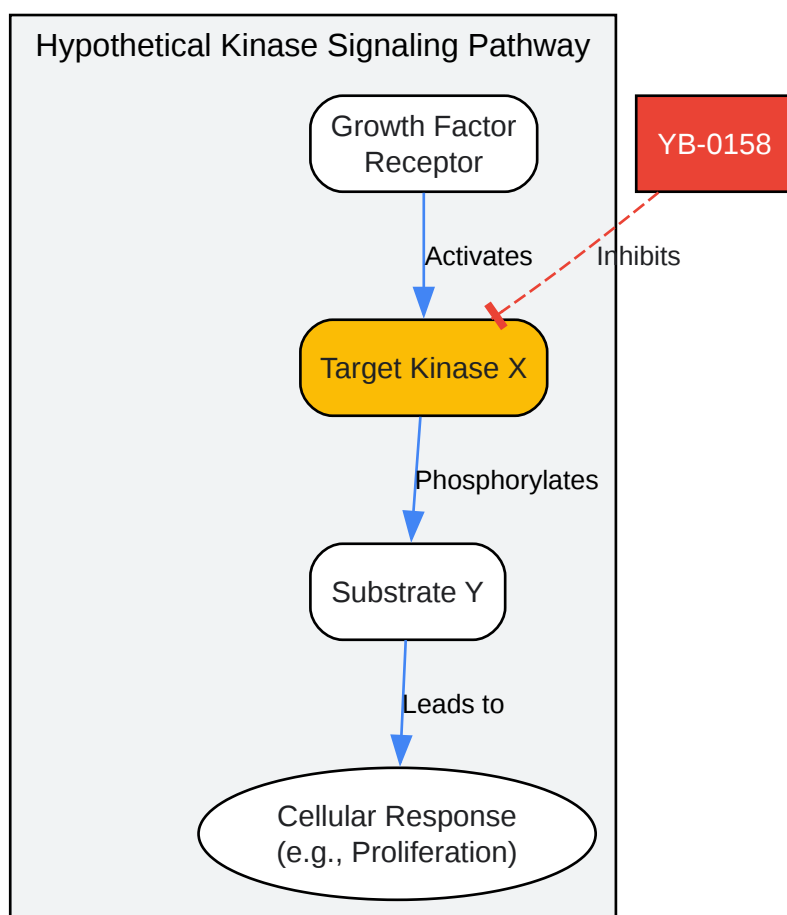 Hypothetical Kinase Signaling Pathway
Growth Factor
Receptor
YB-0158
Activates
Inhibits
Target Kinase X
Phosphorylates
Substrate Y
Leads to
Cellular Response
(e.g., Proliferation)